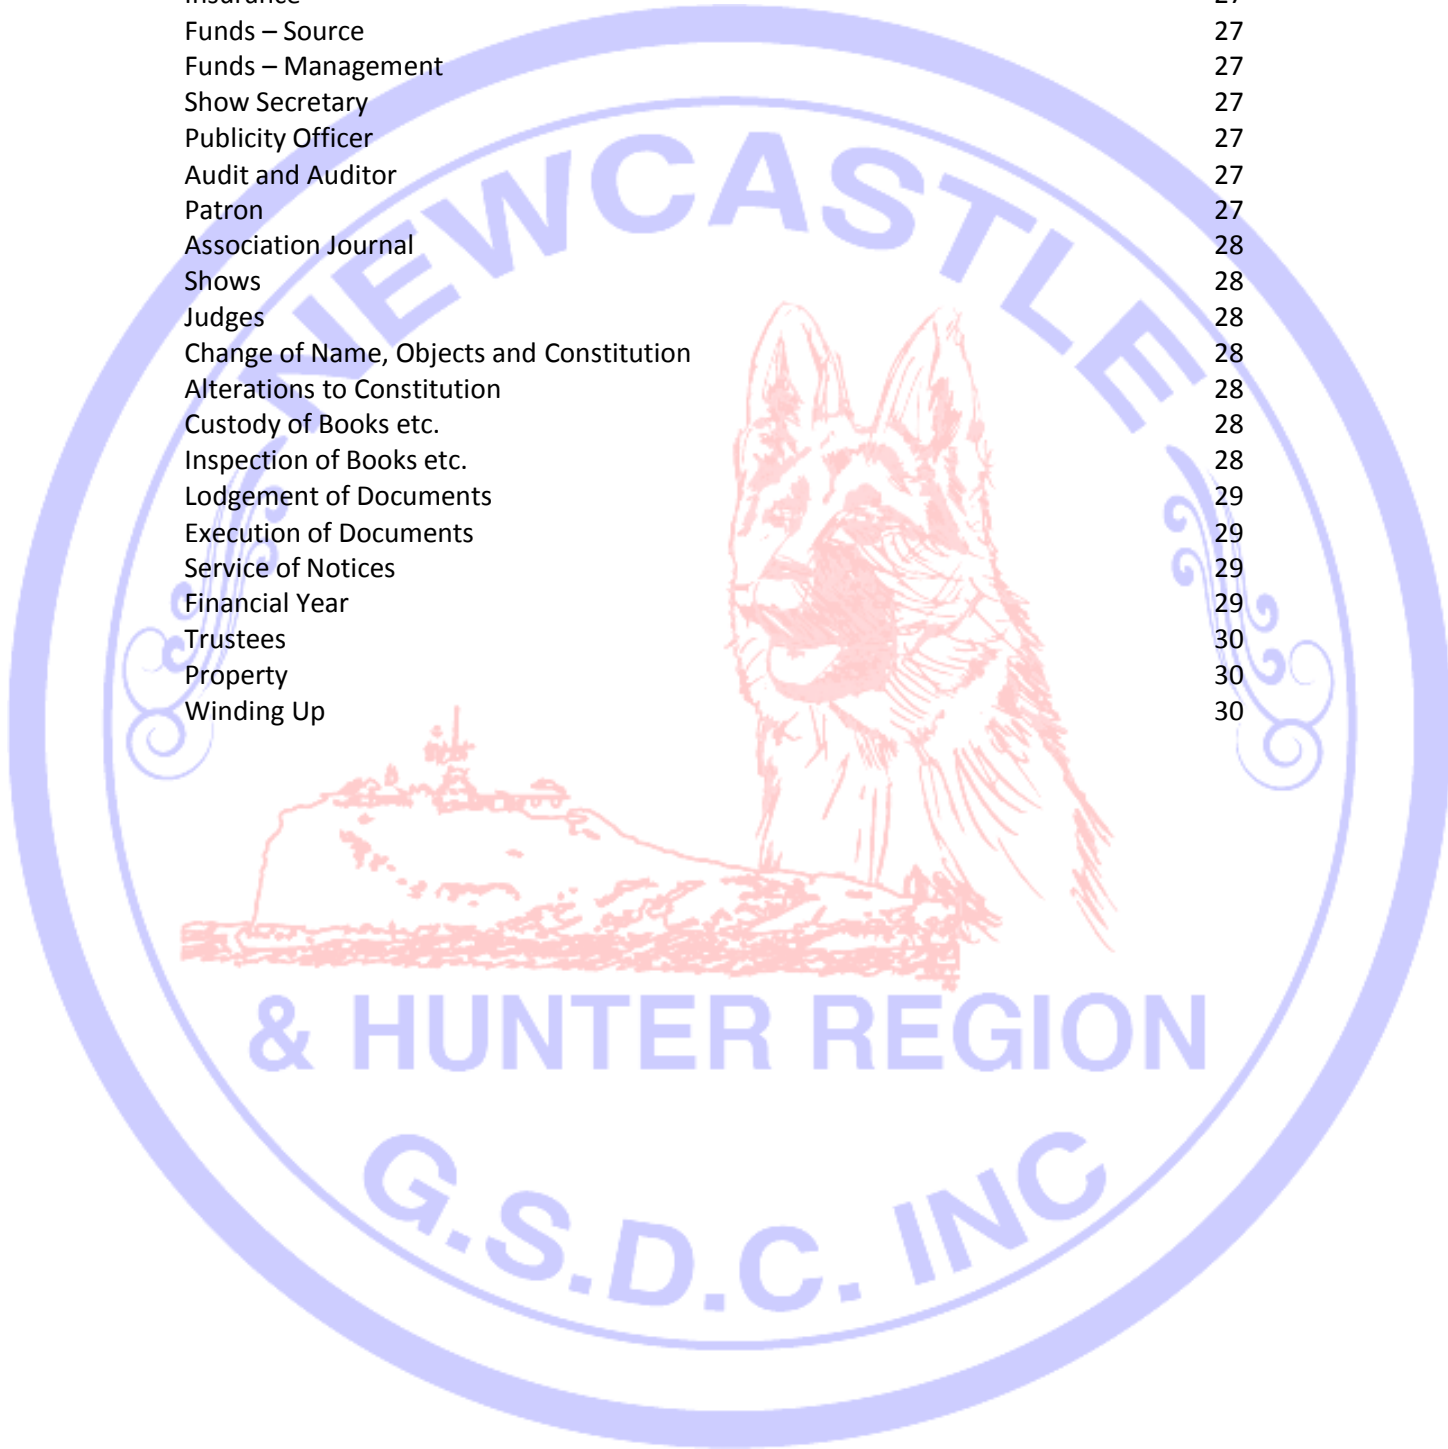 Insurance 27
Funds – Source 27
Funds – Management 27
Show Secretary 27
Publicity Officer 27
Audit and Auditor 27
Patron 27
Association Journal 28
Shows 28
Judges 28
Change of Name, Objects and Constitution 28
Alterations to Constitution 28
Custody of Books etc. 28
Inspection of Books etc. 28
Lodgement of Documents 29
Execution of Documents 29
Service of Notices 29
Financial Year 29
Trustees 30
Property 30
Winding Up 30
NEWCASTLE
& HUNTER REGION
G.S.D.C. INC